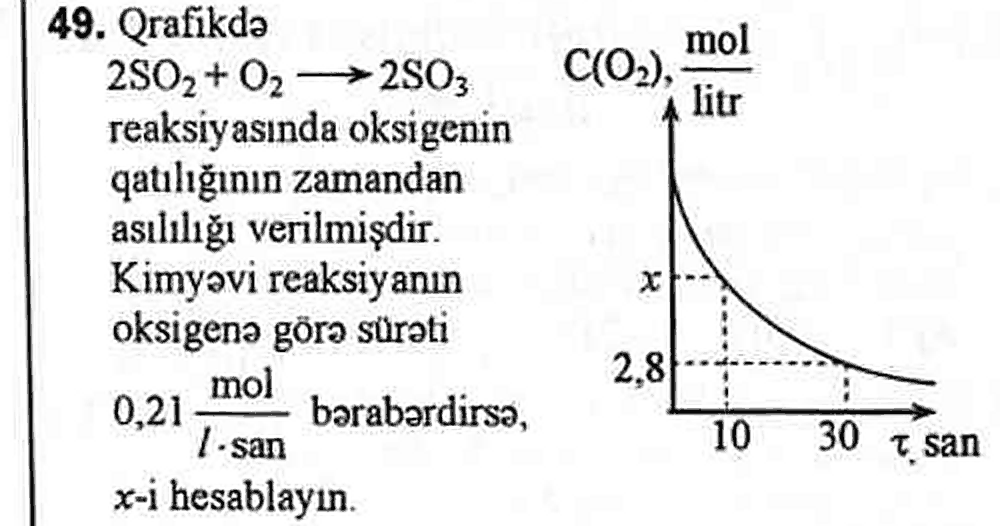 49. Qrafikdə
2SO₂ + O₂ ⟶ 2SO₃
reaksiyasında oksigenin
qatılığının zamandan
asılılığı verilmişdir.
Kimyəvi reaksiyanın
oksigenə görə sürəti
0,21 mol/l·san bərabərdirsə,
x-i hesablayın.
C(O₂), mol/litr
x
2,8
10 30 τ, san